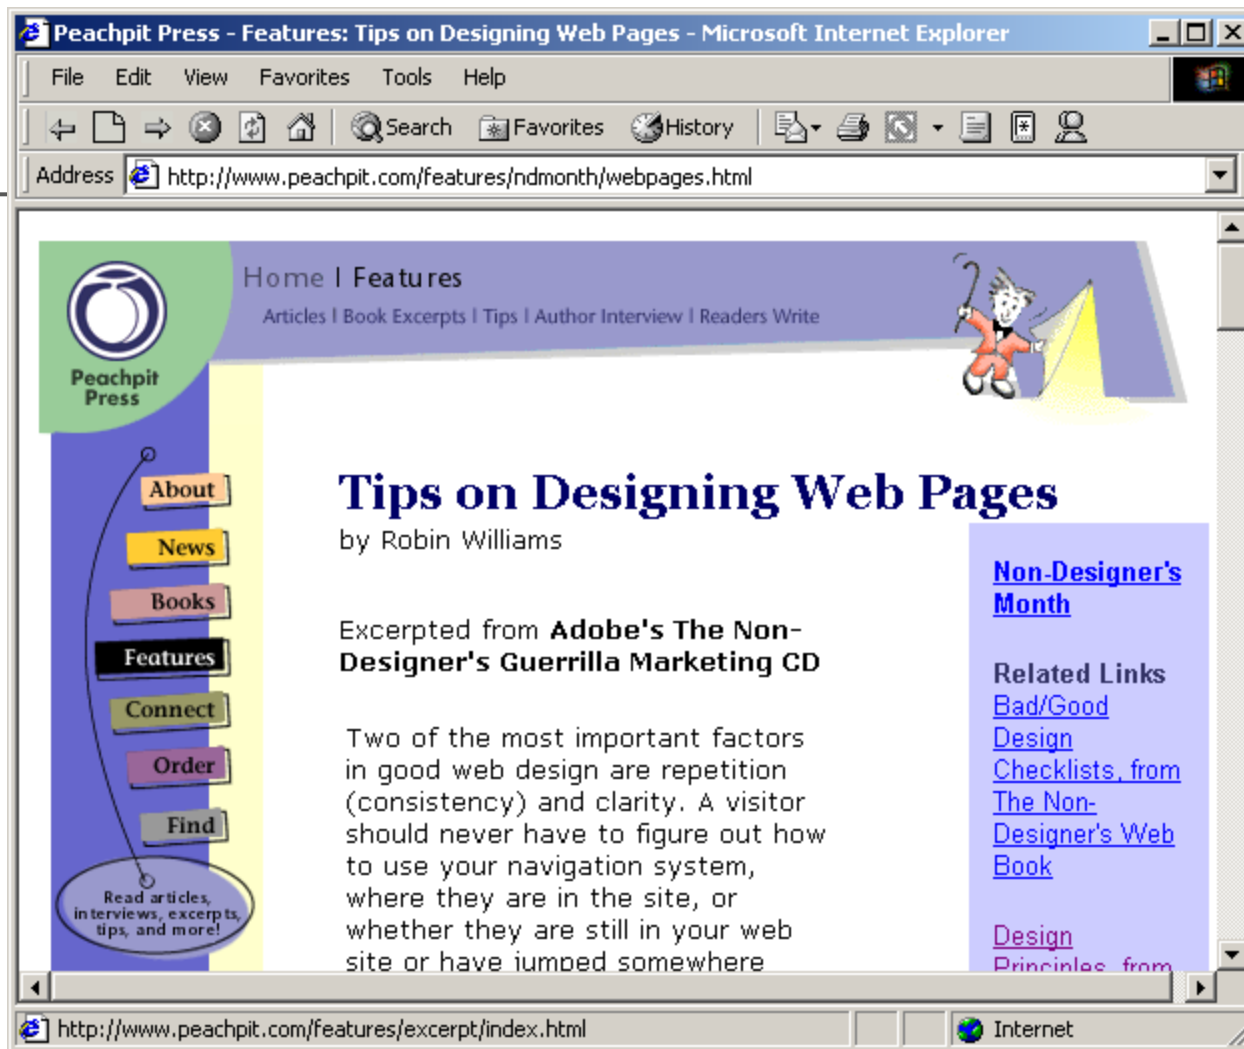 Peachpit Press - Features: Tips on Designing Web Pages - Microsoft Internet Explorer
File Edit View Favorites Tools Help
Search Favorites History
Address http://www.peachpit.com/features/ndmonth/webpages.html
Home | Features
Articles | Book Excerpts | Tips | Author Interview | Readers Write
Peachpit
Press
About
News
Books
Features
Connect
Order
Find
Read articles,
interviews, excerpts,
tips, and more!
Tips on Designing Web Pages
by Robin Williams
Excerpted from Adobe's The Non-
Designer's Guerrilla Marketing CD
Two of the most important factors
in good web design are repetition
(consistency) and clarity. A visitor
should never have to figure out how
to use your navigation system,
where they are in the site, or
whether they are still in your web
site or have jumped somewhere
Non-Designer's
Month
Related Links
Bad/Good
Design
Checklists, from
The Non-
Designer's Web
Book
Design
Principles, from
http://www.peachpit.com/features/excerpt/index.html
Internet